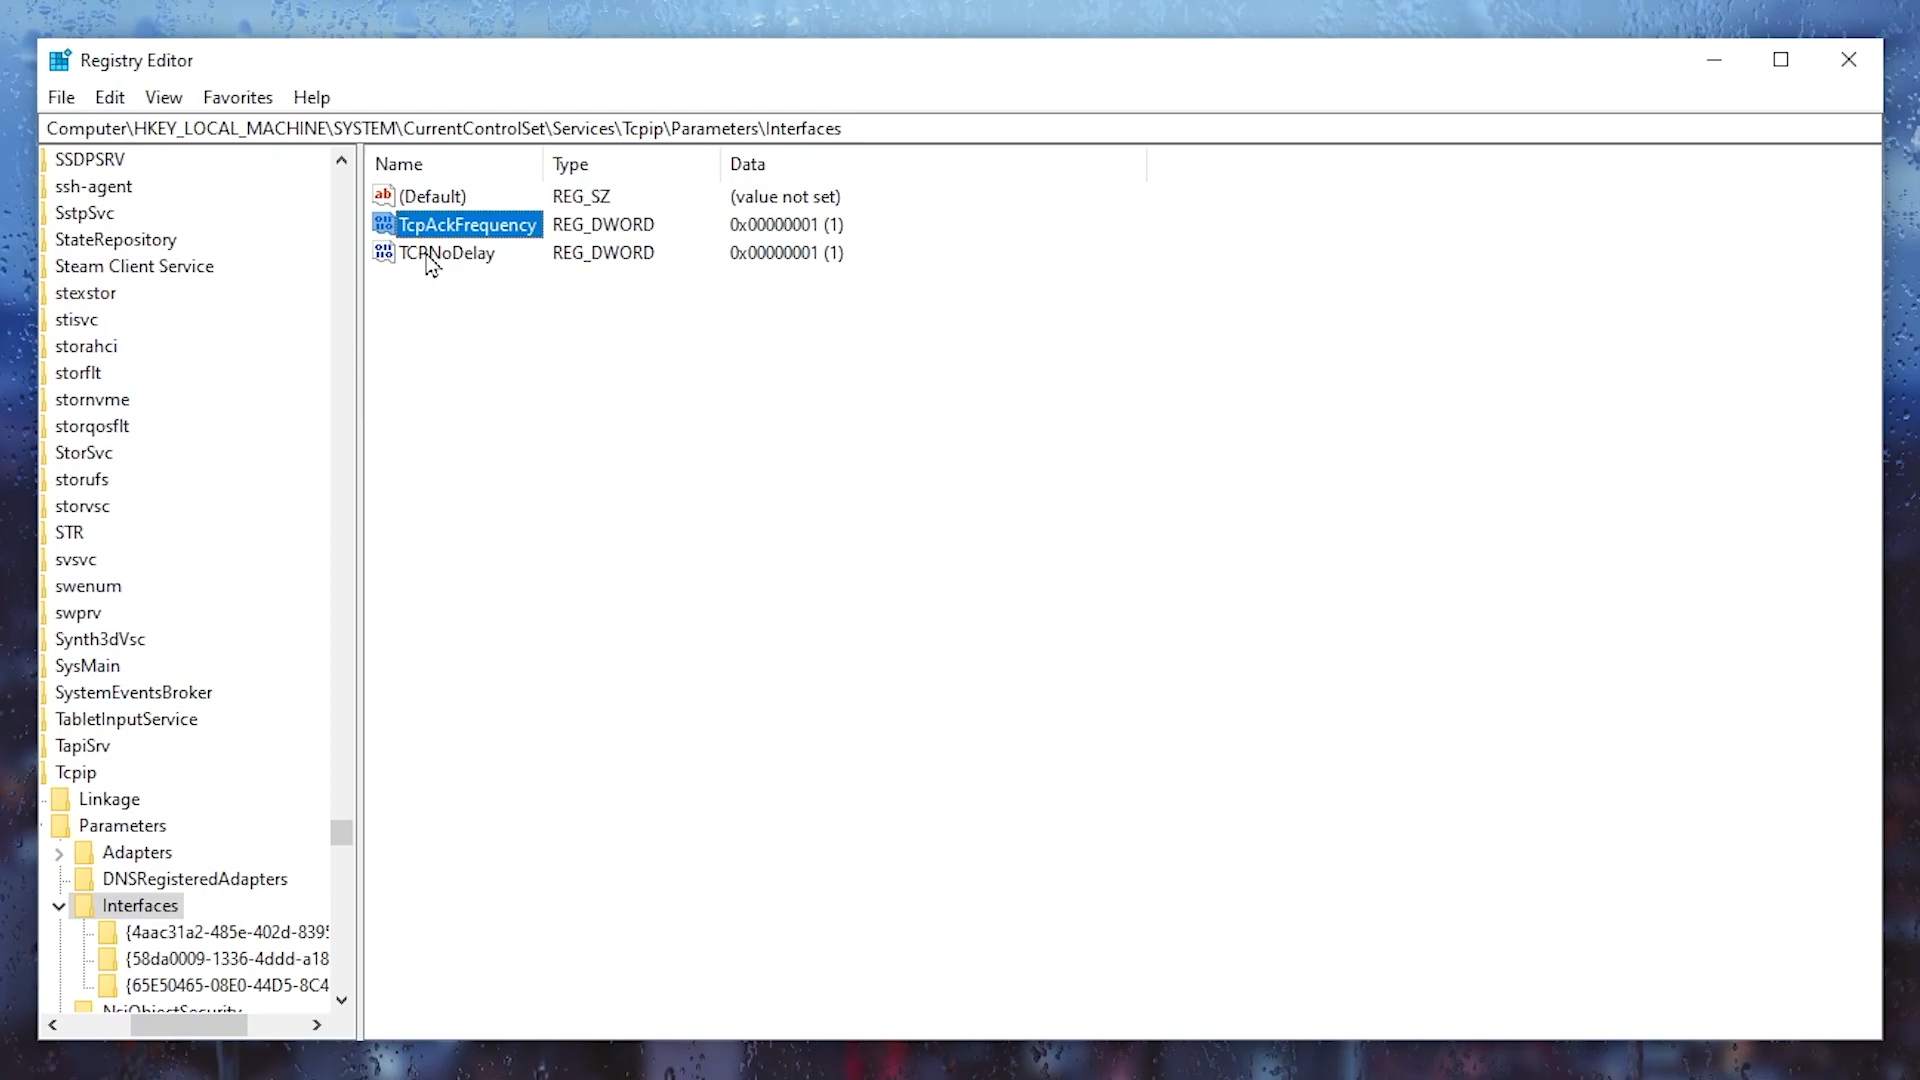 Registry Editor
File Edit View Favorites Help
Computer\HKEY_LOCAL_MACHINE\SYSTEM\CurrentControlSet\Services\Tcpip\Parameters\Interfaces
Name Type Data
(Default) REG_SZ (value not set)
TcpAckFrequency REG_DWORD 0x00000001 (1)
TCPNoDelay REG_DWORD 0x00000001 (1)
SSDPSRV
ssh-agent
SstpSvc
StateRepository
Steam Client Service
stexstor
stisvc
storahci
storflt
stornvme
storqosflt
StorSvc
storufs
storvsc
STR
svsvc
swenum
swprv
Synth3dVsc
SysMain
SystemEventsBroker
TabletInputService
TapiSrv
Tcpip
Linkage
Parameters
Adapters
DNSRegisteredAdapters
Interfaces
{4aac31a2-485e-402d-8395
{58da0009-1336-4ddd-a18
{65E50465-08E0-44D5-8C4
NsiObjectSecurity